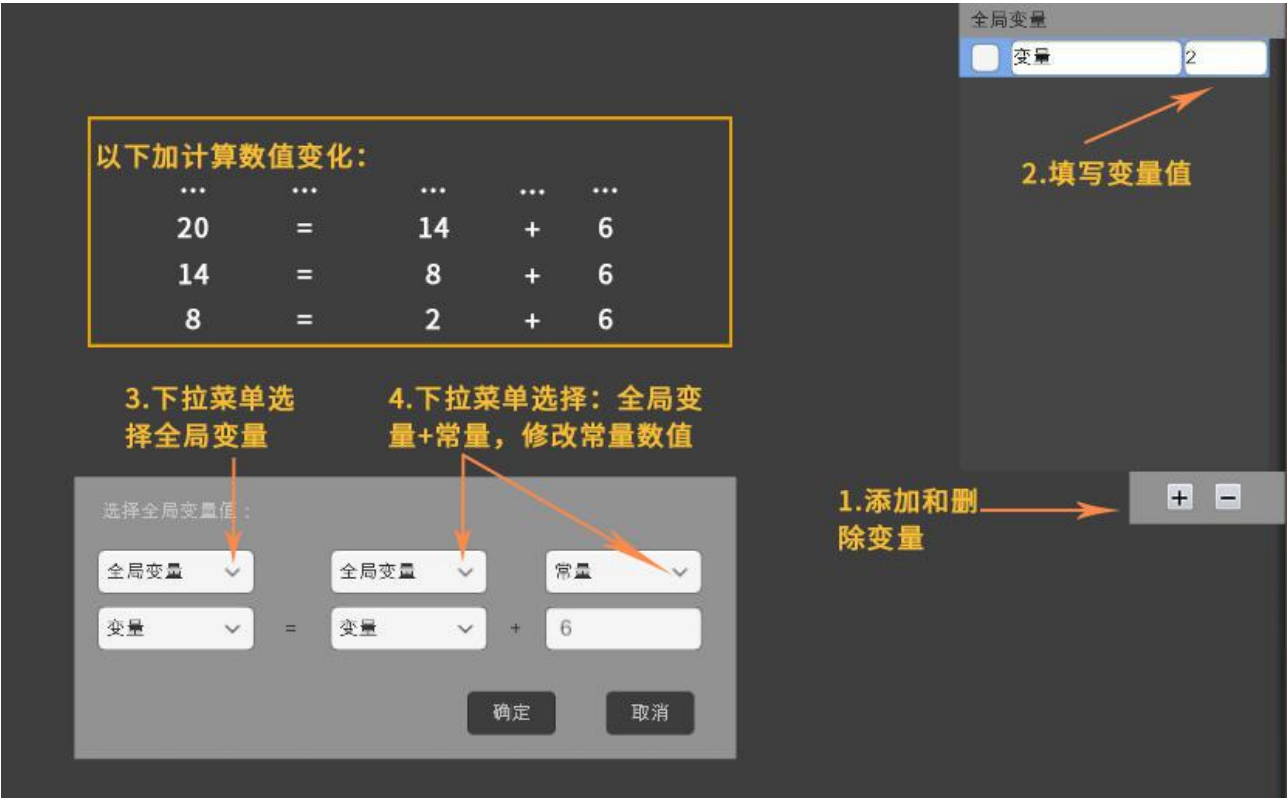 全局变量
变量 2
2.填写变量值
以下加计算数值变化：
... ... ... ... ...
20 = 14 + 6
14 = 8 + 6
8 = 2 + 6
3.下拉菜单选
择全局变量
4.下拉菜单选择：全局变
量+常量，修改常量数值
1.添加和删
除变量
+ −
选择全局变量值：
全局变量 全局变量 常量
变量 = 变量 + 6
确定 取消